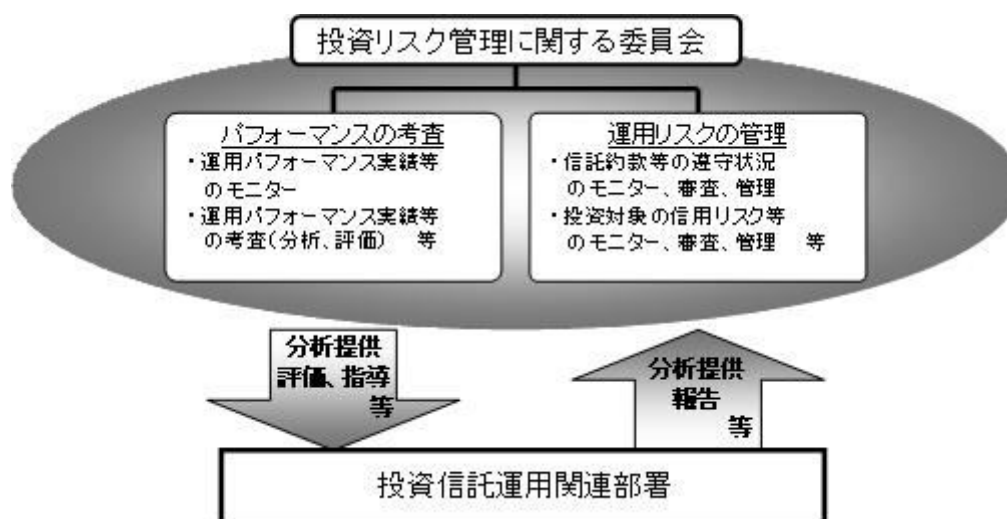 投資リスク管理に関する委員会
パフォーマンスの考査
・運用パフォーマンス実績等
のモニター
・運用パフォーマンス実績等
の考査(分析、評価) 等
運用リスクの管理
・信託約款等の遵守状況
のモニター、審査、管理
・投資対象の信用リスク等
のモニター、審査、管理 等
分析提供
評価、指導
等
分析提供
報告
等
投資信託運用関連部署